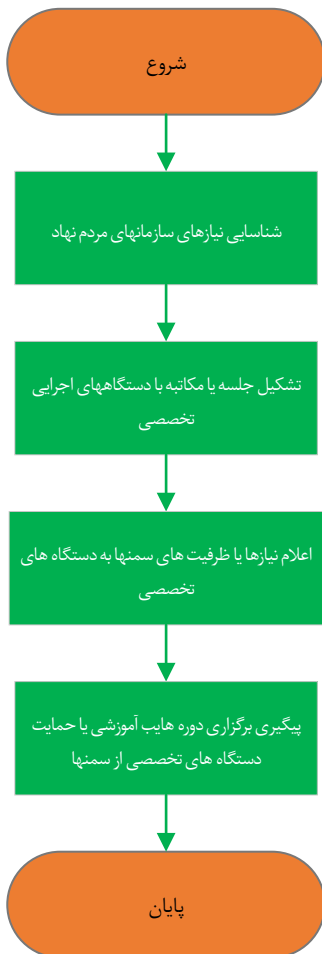 شروع
شناسایی نیازهای سازمانهای مردم نهاد
تشکیل جلسه یا مکاتبه با دستگاههای اجرایی
تخصصی
اعلام نیازها یا ظرفیت های سمنها به دستگاه های
تخصصی
پیگیری برگزاری دوره هایب آموزشی یا حمایت
دستگاه های تخصصی از سمنها
پایان